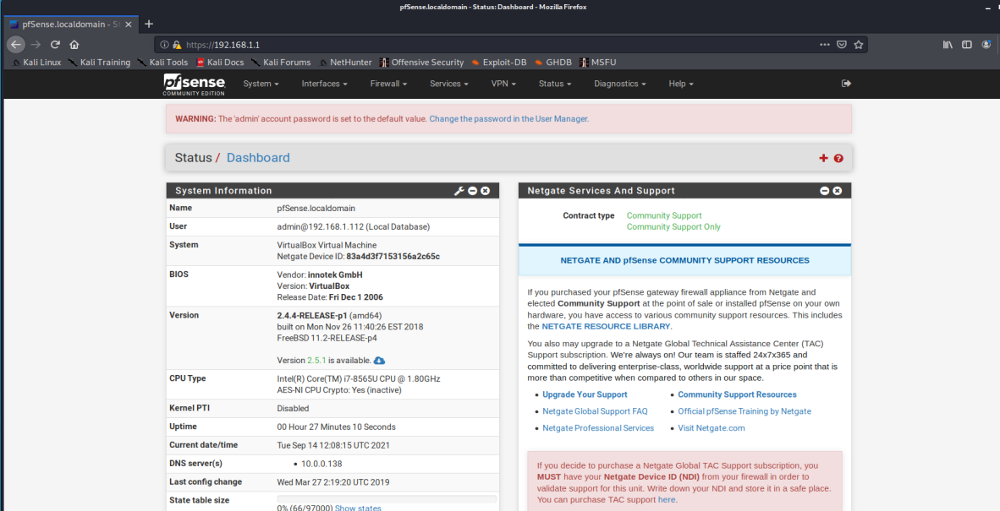 pfSense.localdomain - Status: Dashboard - Mozilla Firefox
pfSense.localdomain - S
https://192.168.1.1
Kali Linux Kali Training Kali Tools Kali Docs Kali Forums NetHunter Offensive Security Exploit-DB GHDB MSFU
pfsense
COMMUNITY EDITION
System Interfaces Firewall Services VPN Status Diagnostics Help
WARNING: The 'admin' account password is set to the default value. Change the password in the User Manager.
Status / Dashboard
System Information
Name pfSense.localdomain
User admin@192.168.1.112 (Local Database)
System VirtualBox Virtual Machine
Netgate Device ID: 83a4d3f7153156a2c65c
BIOS Vendor: innotek GmbH
Version: VirtualBox
Release Date: Fri Dec 1 2006
Version 2.4.4-RELEASE-p1 (amd64)
built on Mon Nov 26 11:40:26 EST 2018
FreeBSD 11.2-RELEASE-p4
Version 2.5.1 is available.
CPU Type Intel(R) Core(TM) i7-8565U CPU @ 1.80GHz
AES-NI CPU Crypto: Yes (inactive)
Kernel PTI Disabled
Uptime 00 Hour 27 Minutes 10 Seconds
Current date/time Tue Sep 14 12:08:15 UTC 2021
DNS server(s) • 10.0.0.138
Last config change Wed Mar 27 2:19:20 UTC 2019
State table size
0% (66/97000) Show states
Netgate Services And Support
Contract type Community Support
Community Support Only
NETGATE AND pfSense COMMUNITY SUPPORT RESOURCES
If you purchased your pfSense gateway firewall appliance from Netgate and
elected Community Support at the point of sale or installed pfSense on your own
hardware, you have access to various community support resources. This includes
the NETGATE RESOURCE LIBRARY.
You also may upgrade to a Netgate Global Technical Assistance Center (TAC)
Support subscription. We're always on! Our team is staffed 24x7x365 and
committed to delivering enterprise-class, worldwide support at a price point that is
more than competitive when compared to others in our space.
• Upgrade Your Support • Community Support Resources
• Netgate Global Support FAQ • Official pfSense Training by Netgate
• Netgate Professional Services • Visit Netgate.com
If you decide to purchase a Netgate Global TAC Support subscription, you
MUST have your Netgate Device ID (NDI) from your firewall in order to
validate support for this unit. Write down your NDI and store it in a safe place.
You can purchase TAC support here.